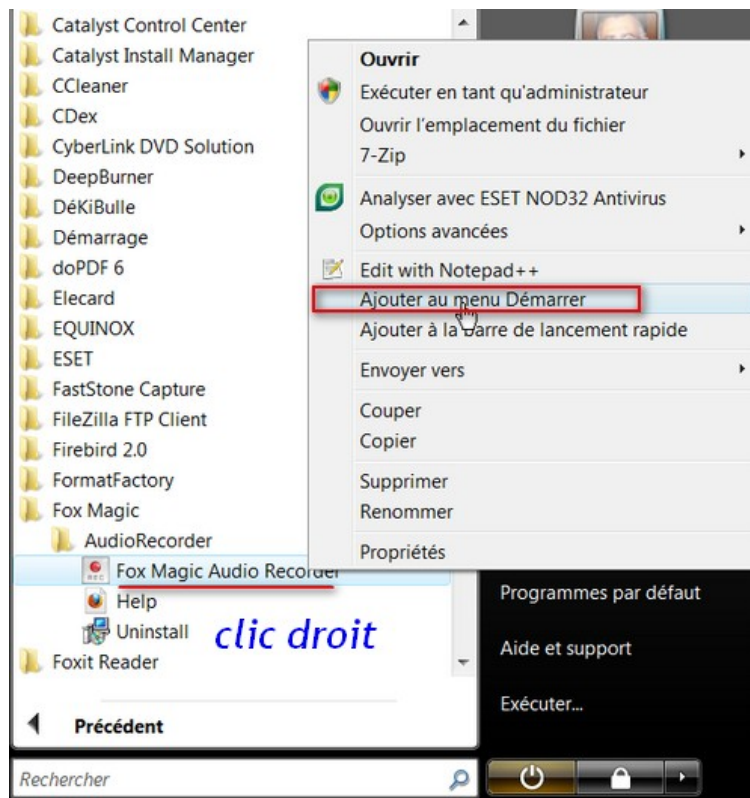 Catalyst Control Center
Catalyst Install Manager
CCleaner
CDex
CyberLink DVD Solution
DeepBurner
DéKiBulle
Démarrage
doPDF 6
Elecard
EQUINOX
ESET
FastStone Capture
FileZilla FTP Client
Firebird 2.0
FormatFactory
Fox Magic
AudioRecorder
Fox Magic Audio Recorder
Help
Uninstall
clic droit
Foxit Reader
Précédent
Rechercher
Ouvrir
Exécuter en tant qu'administrateur
Ouvrir l'emplacement du fichier
7-Zip
Analyser avec ESET NOD32 Antivirus
Options avancées
Edit with Notepad++
Ajouter au menu Démarrer
Ajouter à la barre de lancement rapide
Envoyer vers
Couper
Copier
Supprimer
Renommer
Propriétés
Programmes par défaut
Aide et support
Exécuter...